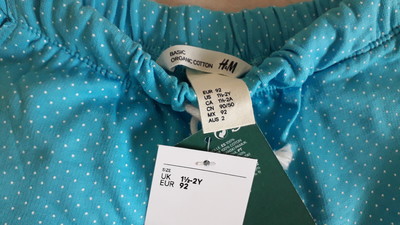 BASIC
ORGANIC COTTON H&M
EUR 92
US 1½-2Y
CA 1½-2A
CN 90/50
MX 92
AUS 2
SIZE
UK 1½-2Y
EUR 92